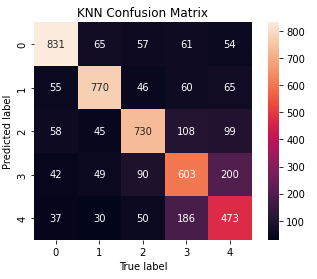 KNN Confusion Matrix
0 831 65 57 61 54
1 55 770 46 60 65
2 58 45 730 108 99
3 42 49 90 603 200
4 37 30 50 186 473
0 1 2 3 4
True label
Predicted label
800
700
600
500
400
300
200
100